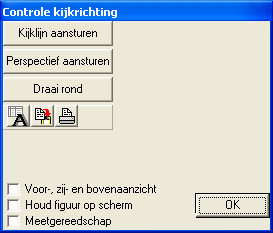 Controle kijkrichting
Kijklijn aansturen
Perspectief aansturen
Draai rond
A
Voor-, zij- en bovenaanzicht
Houd figuur op scherm
OK
Meetgereedschap